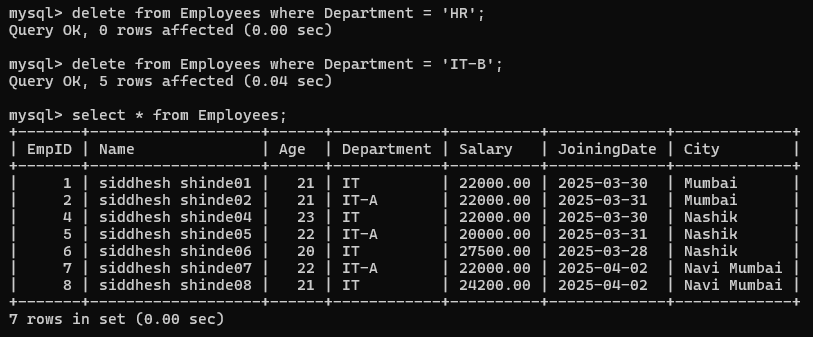 mysql> delete from Employees where Department = 'HR';
Query OK, 0 rows affected (0.00 sec)

mysql> delete from Employees where Department = 'IT-B';
Query OK, 5 rows affected (0.04 sec)

mysql> select * from Employees;
+-------+-------------------+------+------------+----------+-------------+-------------+
| EmpID | Name              | Age  | Department | Salary   | JoiningDate | City        |
+-------+-------------------+------+------------+----------+-------------+-------------+
|     1 | siddhesh shinde01 |   21 | IT         | 22000.00 | 2025-03-30  | Mumbai      |
|     2 | siddhesh shinde02 |   21 | IT-A       | 22000.00 | 2025-03-31  | Mumbai      |
|     4 | siddhesh shinde04 |   23 | IT         | 22000.00 | 2025-03-30  | Nashik      |
|     5 | siddhesh shinde05 |   22 | IT-A       | 20000.00 | 2025-03-31  | Nashik      |
|     6 | siddhesh shinde06 |   20 | IT         | 27500.00 | 2025-03-28  | Nashik      |
|     7 | siddhesh shinde07 |   22 | IT-A       | 22000.00 | 2025-04-02  | Navi Mumbai |
|     8 | siddhesh shinde08 |   21 | IT         | 24200.00 | 2025-04-02  | Navi Mumbai |
+-------+-------------------+------+------------+----------+-------------+-------------+
7 rows in set (0.00 sec)